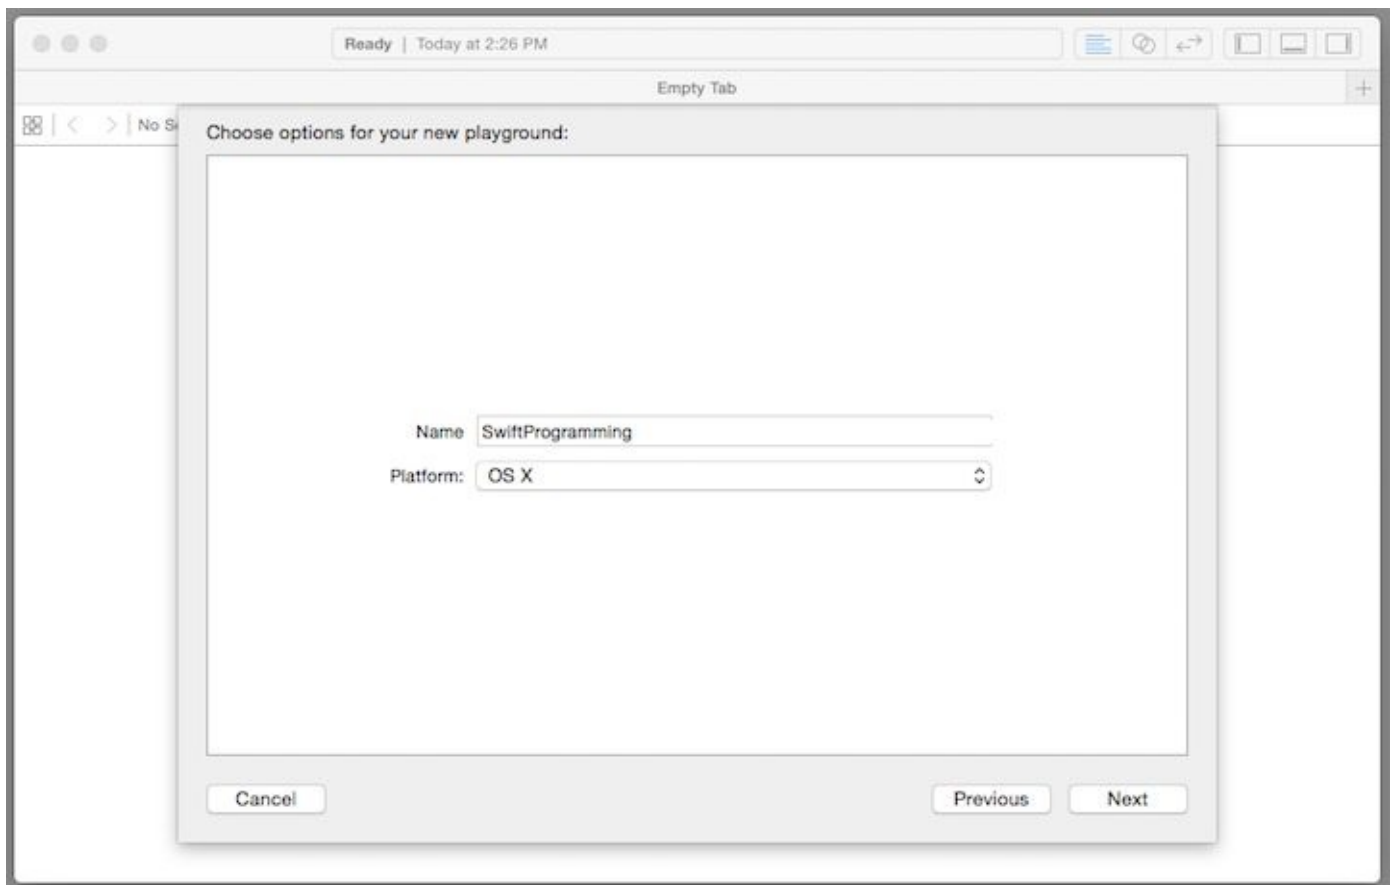 Ready | Today at 2:26 PM
Empty Tab
No S
Choose options for your new playground:
Name SwiftProgramming
Platform: OS X
Cancel Previous Next